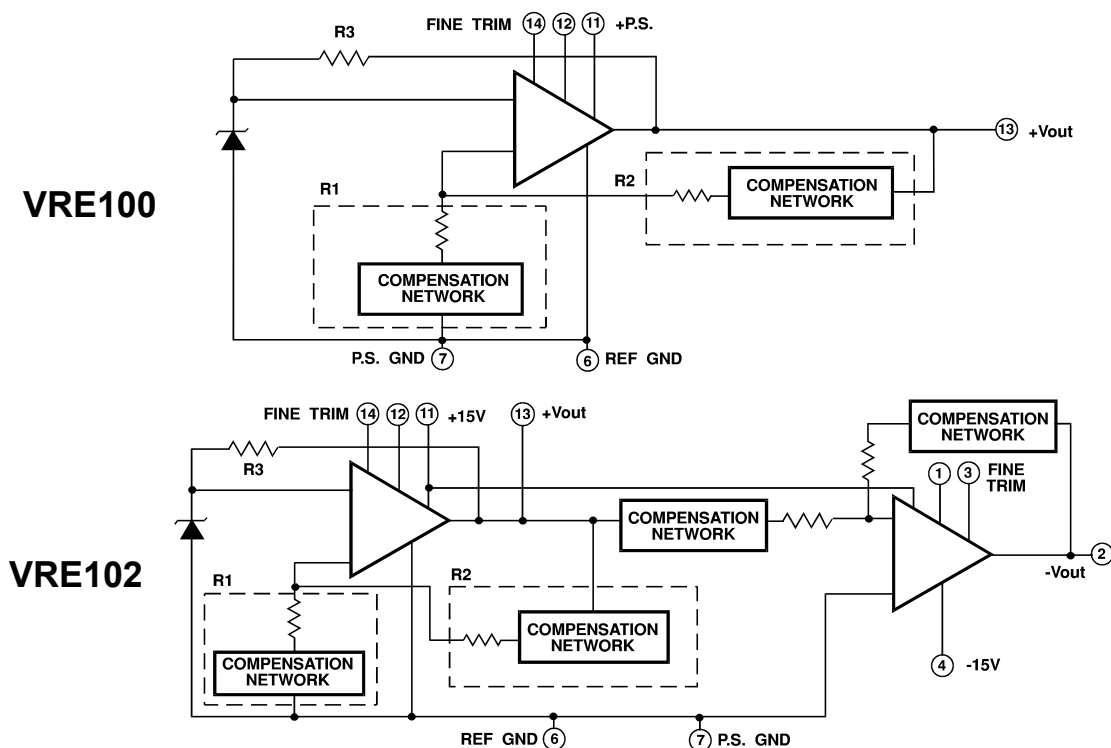 FINE TRIM 14 12 11 +P.S.
R3
13 +Vout
R2
COMPENSATION
NETWORK
VRE100
R1
COMPENSATION
NETWORK
P.S. GND 7
6 REF GND
FINE TRIM 14 12 11 +15V
13 +Vout
COMPENSATION
NETWORK
R3
1 3 FINE
TRIM
COMPENSATION
NETWORK
VRE102
2
-Vout
R1
R2
COMPENSATION
NETWORK
COMPENSATION
NETWORK
4 -15V
REF GND 6
7 P.S. GND